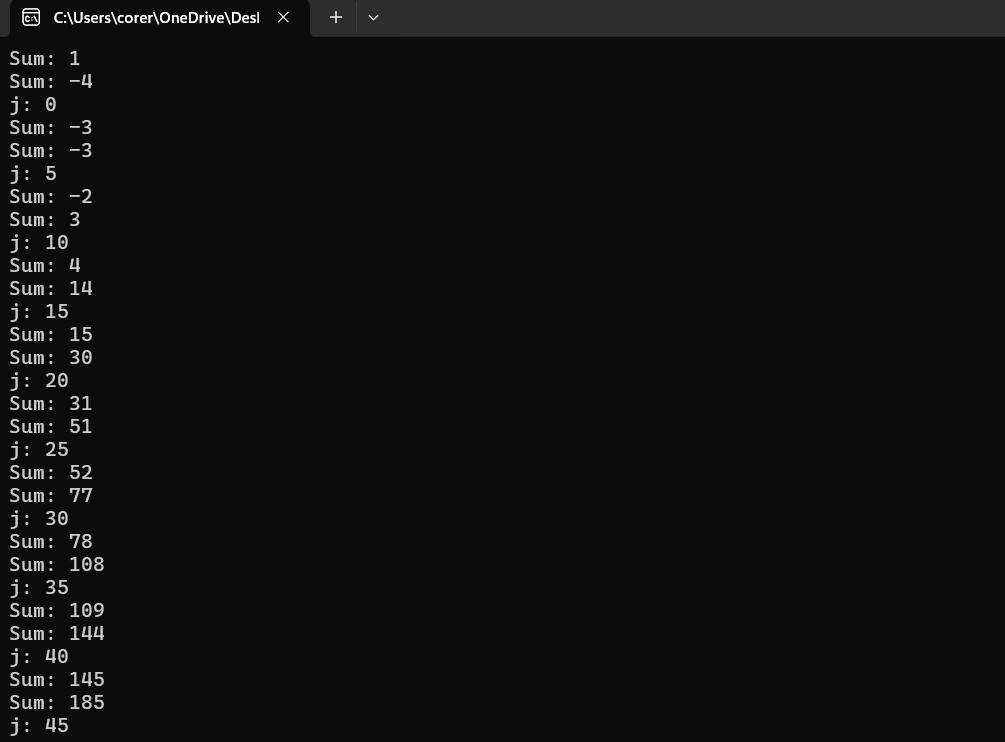 C:\Users\corer\OneDrive\Desl
Sum: 1
Sum: -4
j: 0
Sum: -3
Sum: -3
j: 5
Sum: -2
Sum: 3
j: 10
Sum: 4
Sum: 14
j: 15
Sum: 15
Sum: 30
j: 20
Sum: 31
Sum: 51
j: 25
Sum: 52
Sum: 77
j: 30
Sum: 78
Sum: 108
j: 35
Sum: 109
Sum: 144
j: 40
Sum: 145
Sum: 185
j: 45